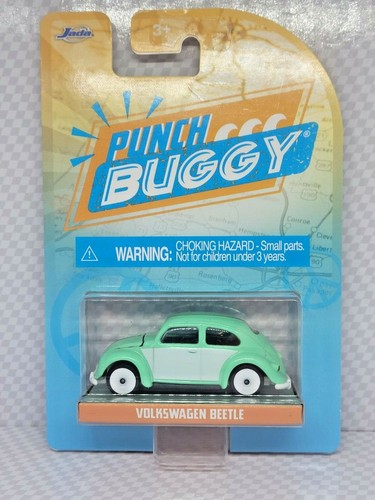 Jada
3+
PUNCH
BUGGY®
WARNING: CHOKING HAZARD - Small parts.
Not for children under 3 years.
VOLKSWAGEN BEETLE